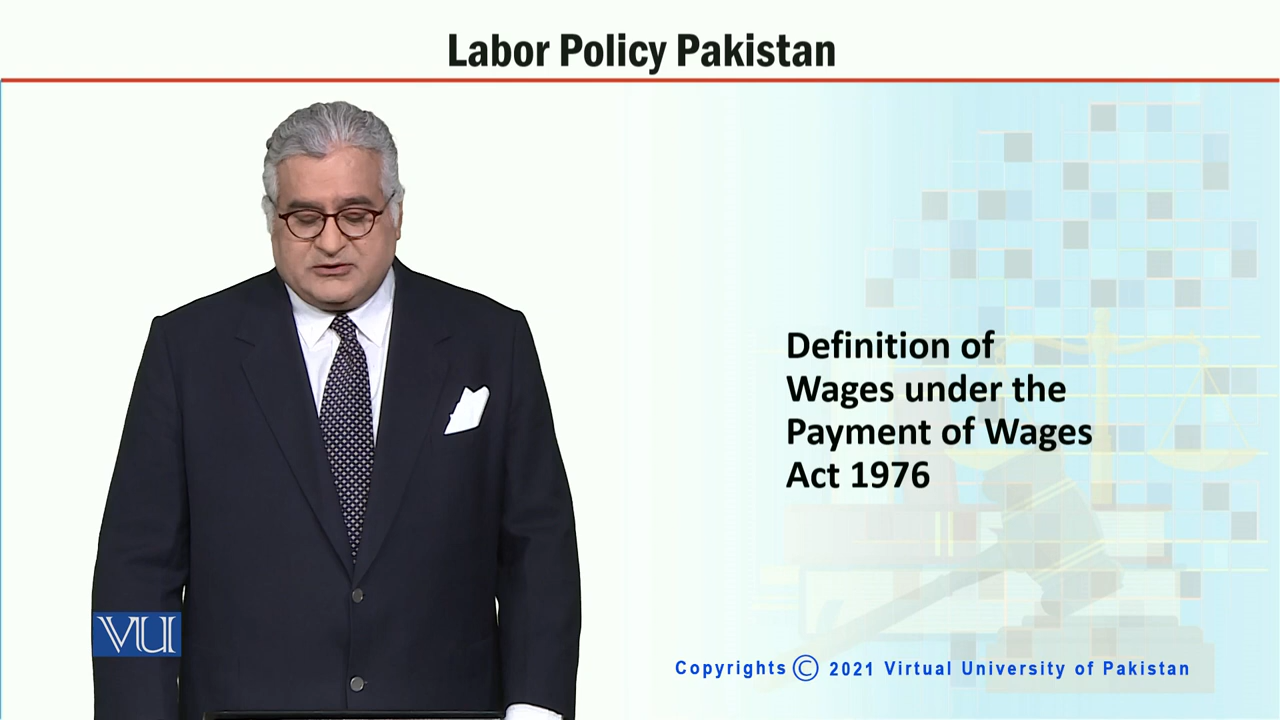 Labor Policy Pakistan
Definition of
Wages under the
Payment of Wages
Act 1976
VU
Copyrights © 2021 Virtual University of Pakistan